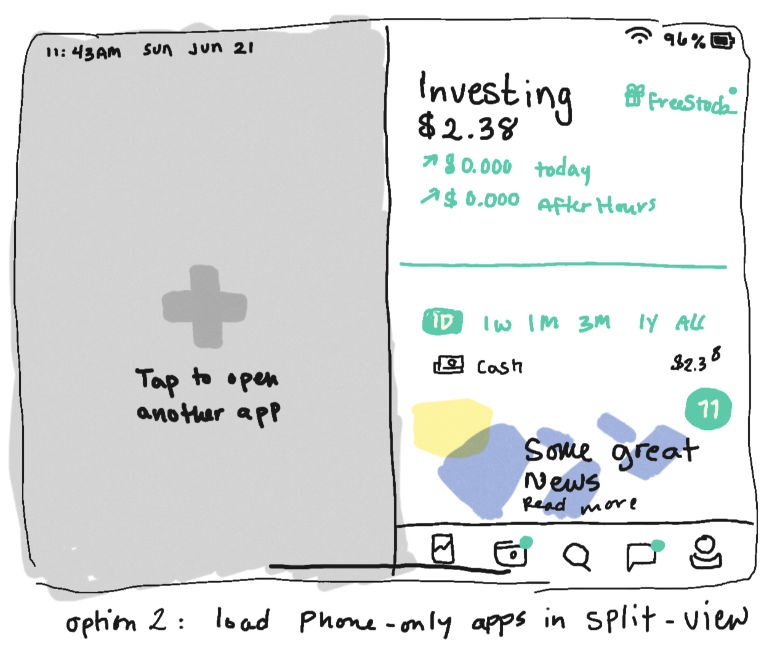 11:43AM Sun Jun 21
96%
Tap to open
another app
Investing
$2.38
FreeStock
↗$0.000 today
↗$0.000 After Hours
1D 1W 1M 3M 1Y ALL
Cash $2.38
11
Some great
News
Read more
option 2: load Phone-only apps in split-view